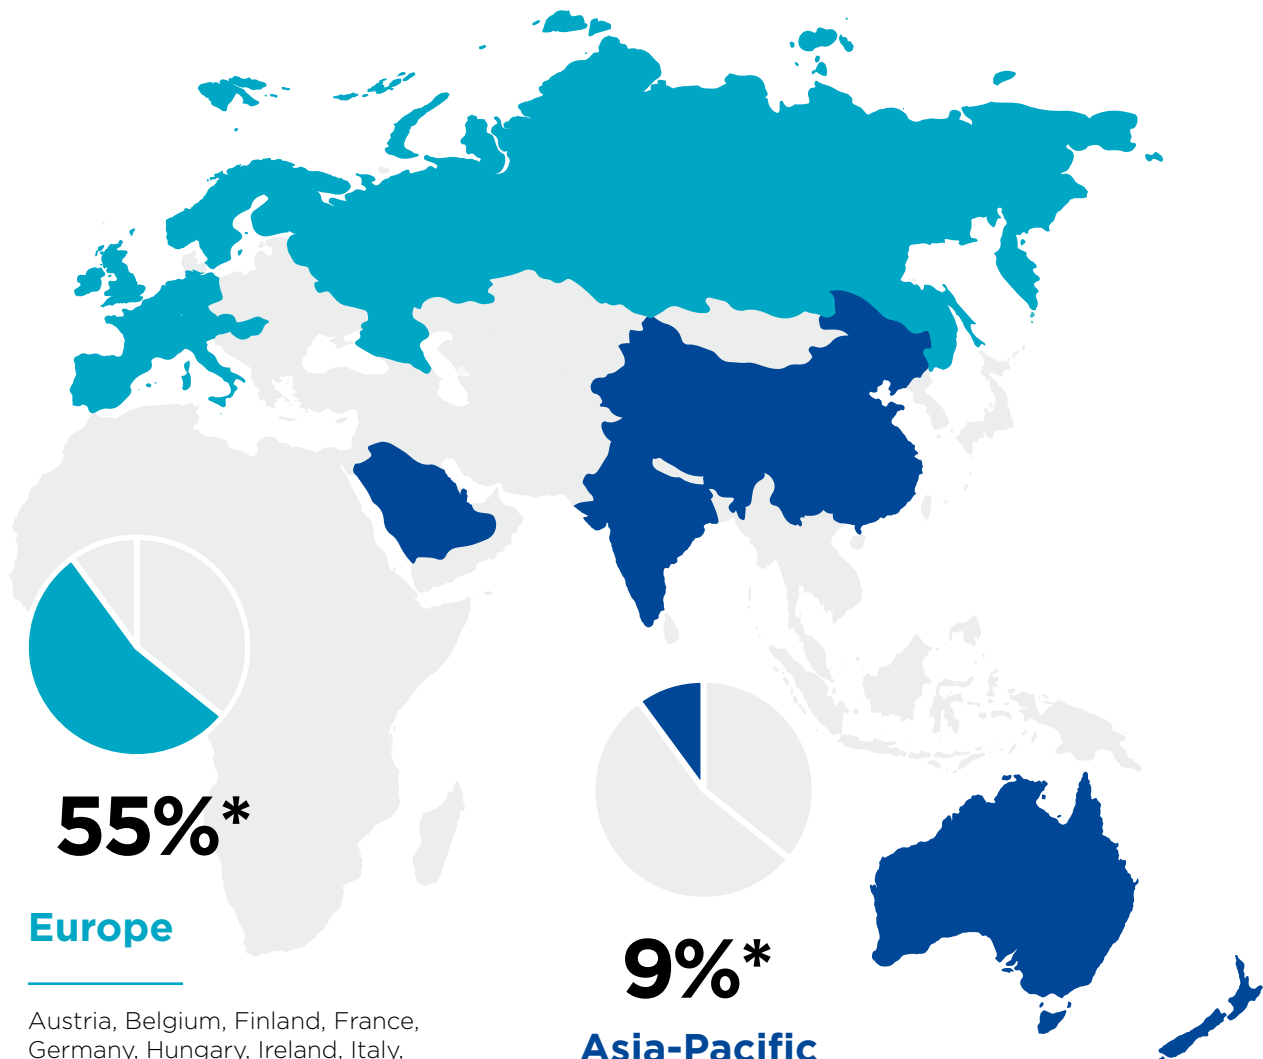 55%*
Europe
Austria, Belgium, Finland, France,
Germany, Hungary, Ireland, Italy,
9%*
Asia-Pacific